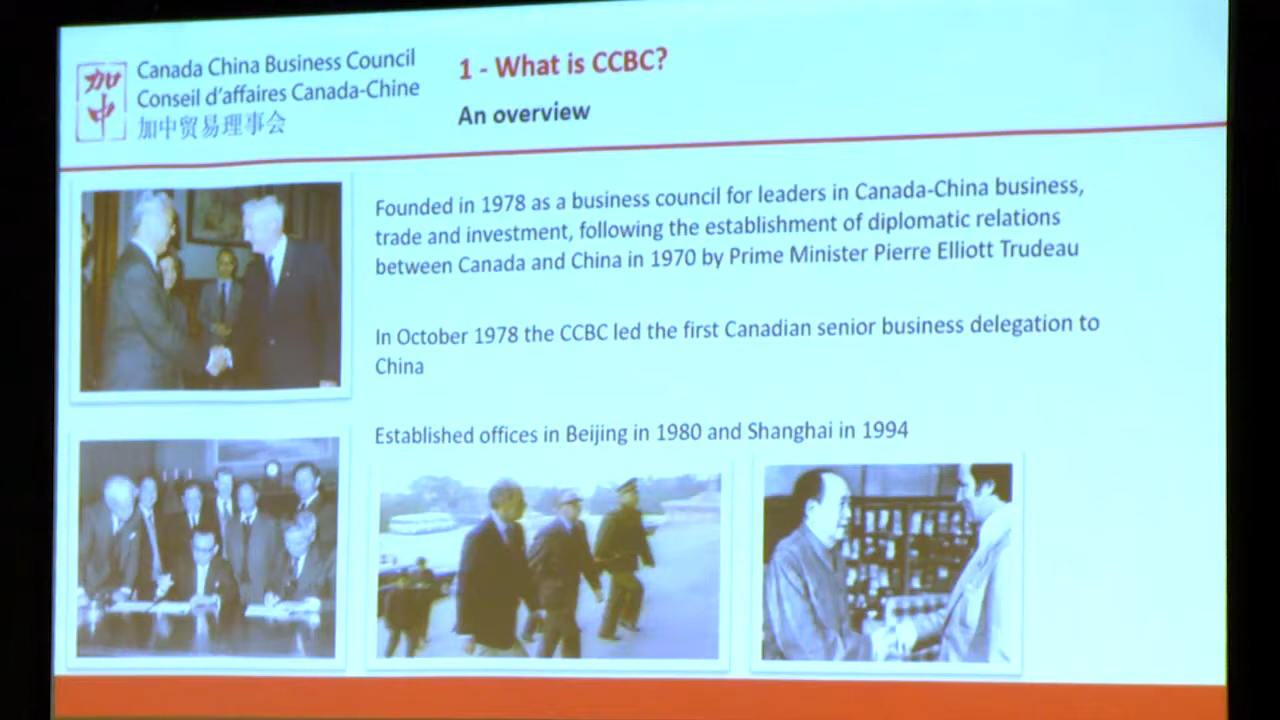 加中
Canada China Business Council
Conseil d'affaires Canada-Chine
加中贸易理事会
1 - What is CCBC?
An overview
Founded in 1978 as a business council for leaders in Canada-China business,
trade and investment, following the establishment of diplomatic relations
between Canada and China in 1970 by Prime Minister Pierre Elliott Trudeau
In October 1978 the CCBC led the first Canadian senior business delegation to
China
Established offices in Beijing in 1980 and Shanghai in 1994